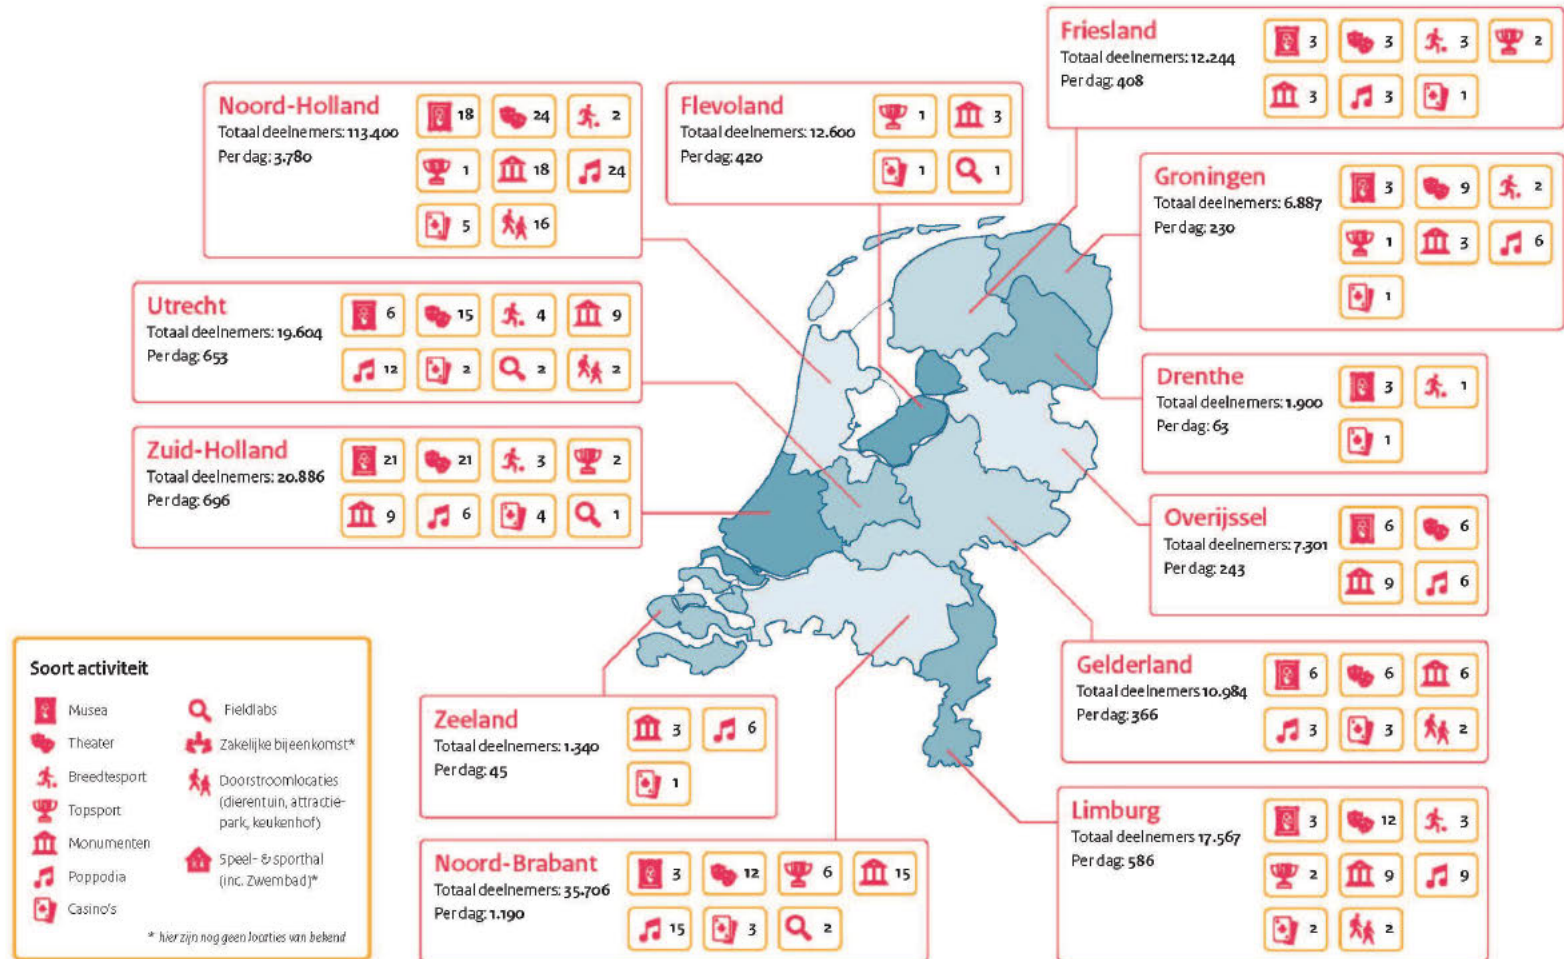 Noord-Holland
Totaal deelnemers: 113.400
Per dag: 3.780
18 24 2
1 18 24
5 16
Flevoland
Totaal deelnemers: 12.600
Per dag: 420
1 3
1 1
Friesland
Totaal deelnemers: 12.244
Per dag: 408
3 3 3 2
3 3 1
Groningen
Totaal deelnemers: 6.887
Per dag: 230
3 9 2
1 3 6
1
Utrecht
Totaal deelnemers: 19.604
Per dag: 653
6 15 4 9
12 2 2 2
Drenthe
Totaal deelnemers: 1.900
Per dag: 63
3 1
1
Zuid-Holland
Totaal deelnemers: 20.886
Per dag: 696
21 21 3 2
9 6 4 1
Overijssel
Totaal deelnemers: 7.301
Per dag: 243
6 6
9 6
Gelderland
Totaal deelnemers 10.984
Per dag: 366
6 6 6
3 3 2
Zeeland
Totaal deelnemers: 1.340
Per dag: 45
3 6
1
Limburg
Totaal deelnemers 17.567
Per dag: 586
3 12 3
2 9 9
2 2
Noord-Brabant
Totaal deelnemers: 35.706
Per dag: 1.190
3 12 6 15
15 3 2
Soort activiteit
Musea
Theater
Breedtesport
Topsport
Monumenten
Poppodia
Casino's
Fieldlabs
Zakelijke bijeenkomst*
Doorstroomlocaties
(dierentuin, attractie-
park, keukenhof)
Speel- & sporthal
(inc. Zwembad)*
* hier zijn nog geen locaties van bekend